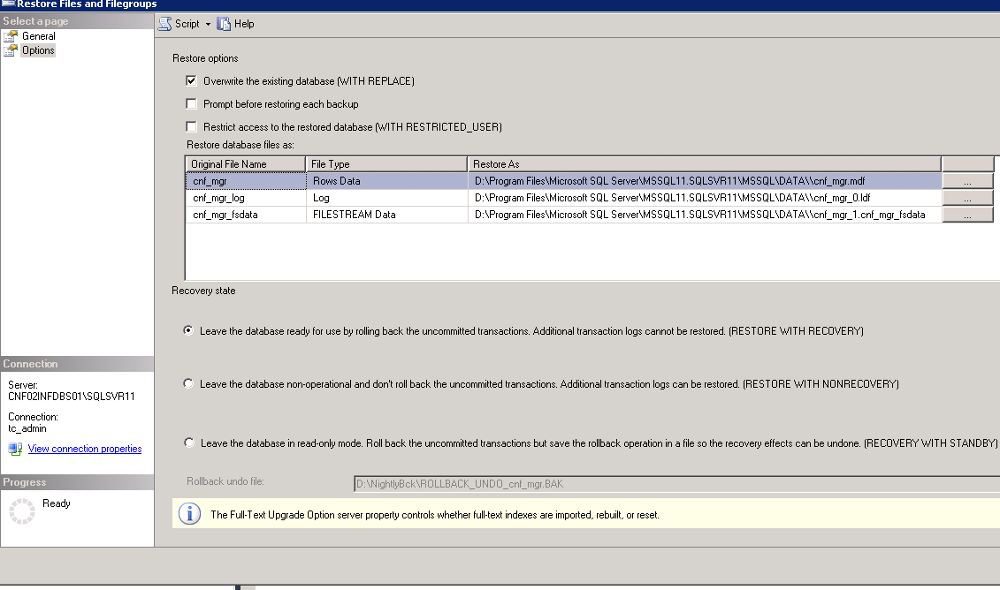 Restore Files and Filegroups
Select a page
General
Options
Script Help
Restore options
Overwrite the existing database (WITH REPLACE)
Prompt before restoring each backup
Restrict access to the restored database (WITH RESTRICTED_USER)
Restore database files as:
Original File Name File Type Restore As
cnf_mgr Rows Data D:\Program Files\Microsoft SQL Server\MSSQL11.SQLSVR11\MSSQL\DATA\\cnf_mgr.mdf ...
cnf_mgr_log Log D:\Program Files\Microsoft SQL Server\MSSQL11.SQLSVR11\MSSQL\DATA\\cnf_mgr_0.ldf ...
cnf_mgr_fsdata FILESTREAM Data D:\Program Files\Microsoft SQL Server\MSSQL11.SQLSVR11\MSSQL\DATA\\cnf_mgr_1.cnf_mgr_fsdata ...
Recovery state
Leave the database ready for use by rolling back the uncommitted transactions. Additional transaction logs cannot be restored. (RESTORE WITH RECOVERY)
Leave the database non-operational and don't roll back the uncommitted transactions. Additional transaction logs can be restored. (RESTORE WITH NONRECOVERY)
Leave the database in read-only mode. Roll back the uncommitted transactions but save the rollback operation in a file so the recovery effects can be undone. (RECOVERY WITH STANDBY)
Rollback undo file: D:\NightlyBck\ROLLBACK_UNDO_cnf_mgr.BAK
The Full-Text Upgrade Option server property controls whether full-text indexes are imported, rebuilt, or reset.
Connection
Server:
CNF02INFDBS01\SQLSVR11
Connection:
tc_admin
View connection properties
Progress
Ready